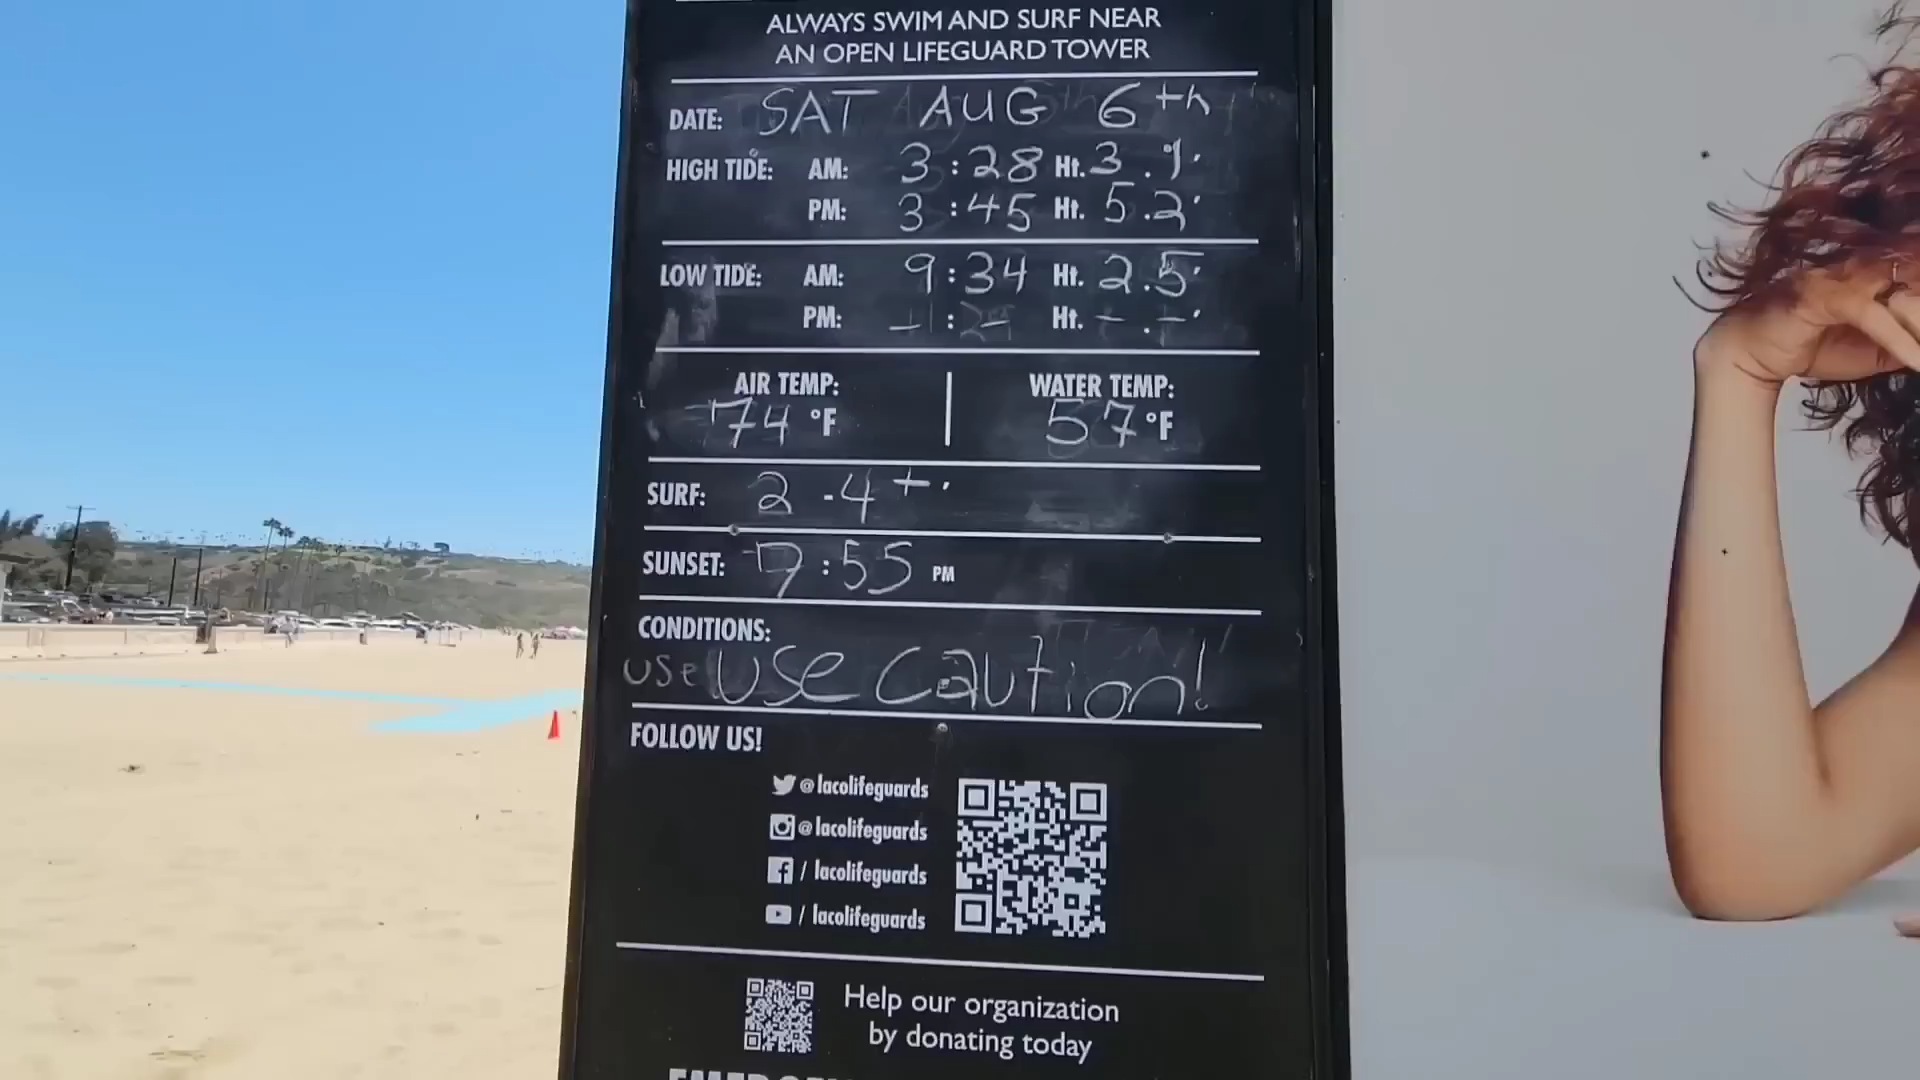 ALWAYS SWIM AND SURF NEAR
AN OPEN LIFEGUARD TOWER
DATE: SAT AUG 6th
HIGH TIDE: AM: 3:28 Ht. 3.
PM: 3:45 Ht. 5.2'
LOW TIDE: AM: 9:34 Ht. 2.5'
PM: – : – Ht. – . – '
AIR TEMP: WATER TEMP:
74 °F 57 °F
SURF: 2 - 4 + '
SUNSET: 7:55 PM
CONDITIONS:
use USe Caution!
FOLLOW US!
@lacolifeguards
@lacolifeguards
/ lacolifeguards
/ lacolifeguards
Help our organization
by donating today